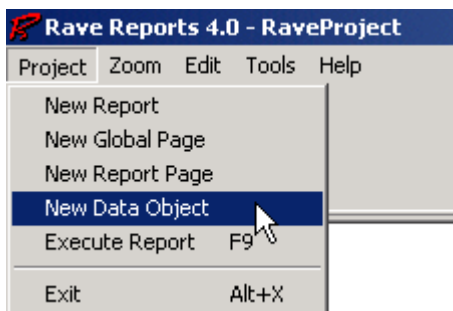 Rave Reports 4.0 - RaveProject
Project Zoom Edit Tools Help
New Report
New Global Page
New Report Page
New Data Object
Execute Report F9
Exit Alt+X